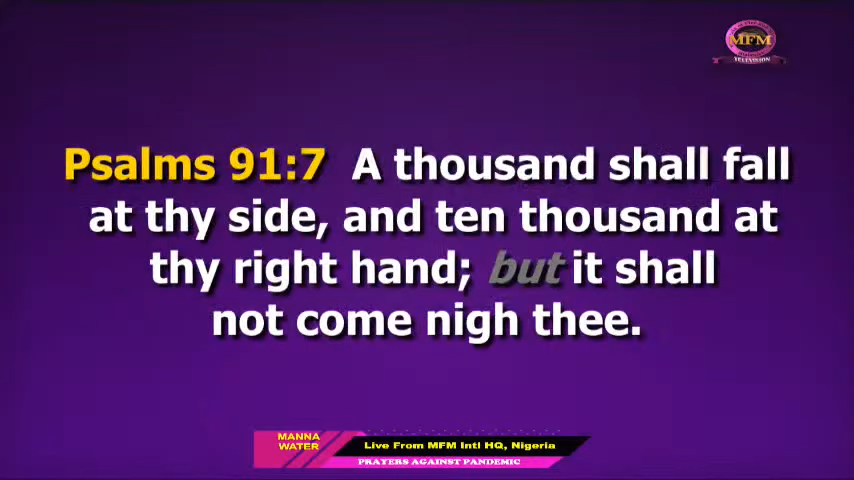 MFM
TELEVISION
Psalms 91:7 A thousand shall fall
at thy side, and ten thousand at
thy right hand; but it shall
not come nigh thee.
MANNA
WATER
Live From MFM Intl HQ, Nigeria
PRAYERS AGAINST PANDEMIC